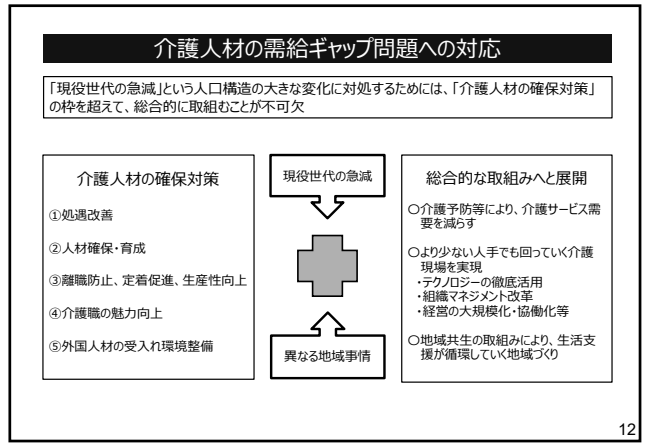 介護人材の需給ギャップ問題への対応
「現役世代の急減」という人口構造の大きな変化に対処するためには、「介護人材の確保対策」
の枠を超えて、総合的に取組むことが不可欠
介護人材の確保対策
①処遇改善
②人材確保・育成
③離職防止、定着促進、生産性向上
④介護職の魅力向上
⑤外国人材の受入れ環境整備
現役世代の急減
異なる地域事情
総合的な取組みへと展開
〇介護予防等により、介護サービス需
要を減らす
〇より少ない人手でも回っていく介護
現場を実現
・テクノロジーの徹底活用
・組織マネジメント改革
・経営の大規模化・協働化等
〇地域共生の取組みにより、生活支
援が循環していく地域づくり
12